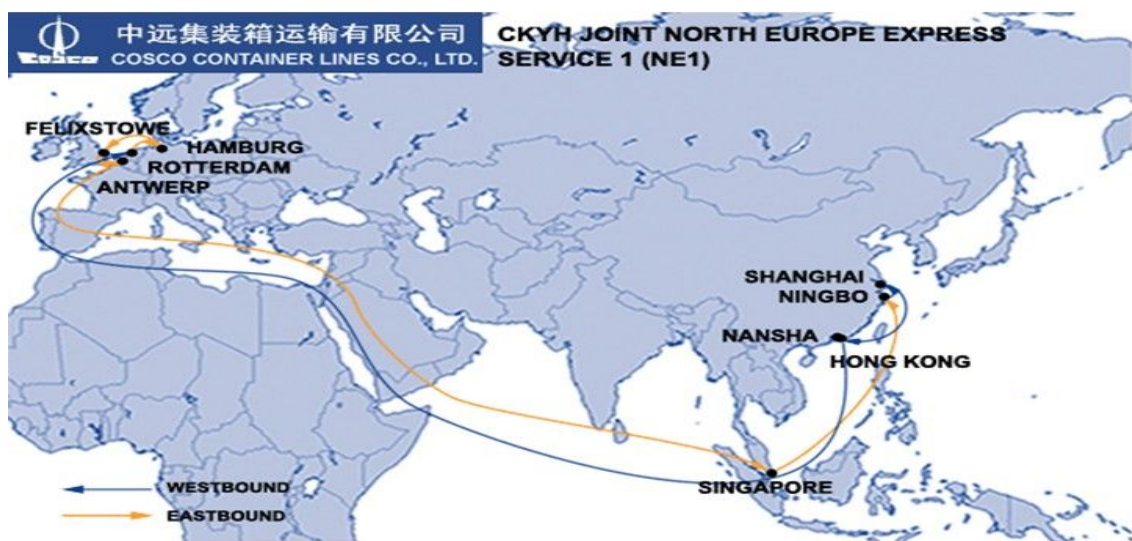 中远集装箱运输有限公司
COSCO
COSCO CONTAINER LINES CO., LTD.
CKYH JOINT NORTH EUROPE EXPRESS
SERVICE 1 (NE1)
FELIXSTOWE
HAMBURG
ROTTERDAM
ANTWERP
SHANGHAI
NINGBO
NANSHA
HONG KONG
SINGAPORE
WESTBOUND
EASTBOUND